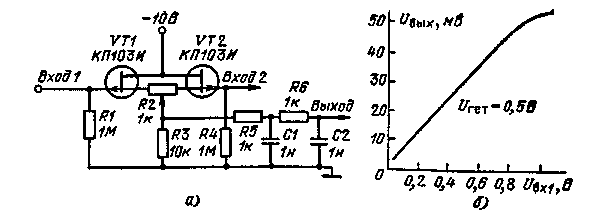 -10В
VT1 VT2
КП103И КП103И
Вход 1
Вход 2
R2
1к
R6
1к
Выход
R1
1М
R3
10к
R4
1М
R5
1к
C1
1н
C2
1н
а)
50
Uвых, мВ
40
30
20
10
0
Uгет = 0,5В
0,2 0,4 0,6 0,8 Uвх1, В
б)